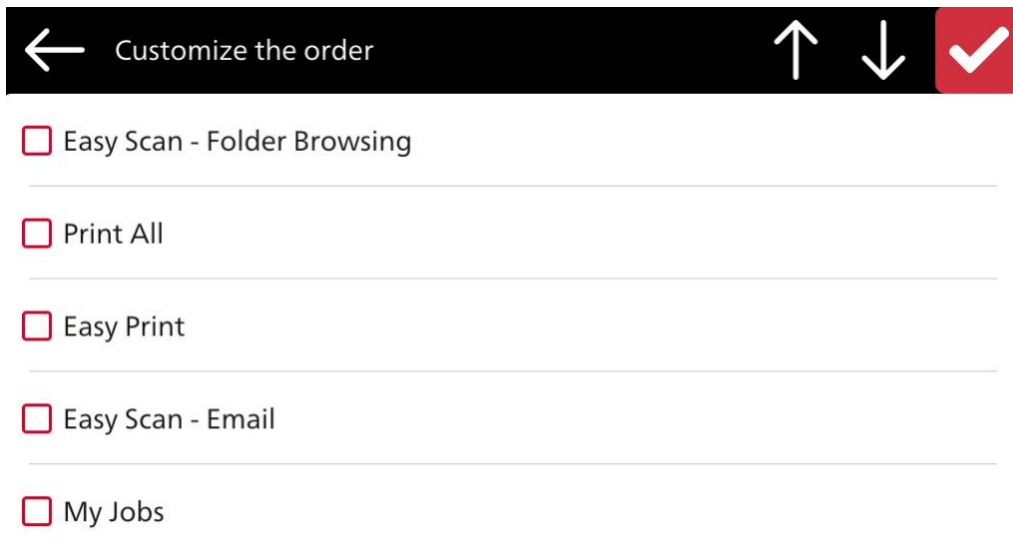 Customize the order
Easy Scan - Folder Browsing
Print All
Easy Print
Easy Scan - Email
My Jobs